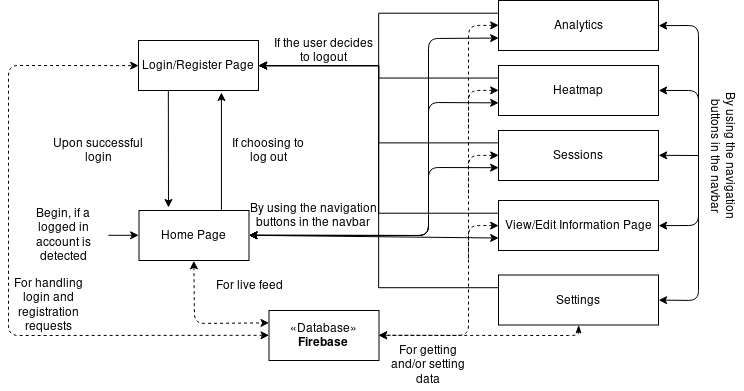 Analytics
If the user decides
to logout
Login/Register Page
Heatmap
By using the navigation
buttons in the navbar
Upon successful
login
If choosing to
log out
Sessions
Begin, if a
logged in
account is
detected
By using the navigation
buttons in the navbar
Home Page
View/Edit Information Page
For handling
login and
registration
requests
For live feed
Settings
«Database»
Firebase
For getting
and/or setting
data